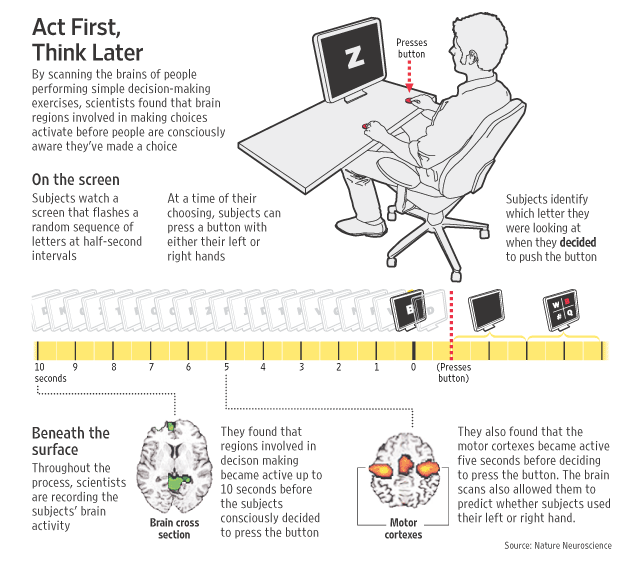 Act First,
Think Later
By scanning the brains of people
performing simple decision-making
exercises, scientists found that brain
regions involved in making choices
activate before people are consciously
aware they've made a choice
Z
Presses
button
On the screen
Subjects watch a
screen that flashes a
random sequence of
letters at half-second
intervals
At a time of their
choosing, subjects can
press a button with
either their left or
right hands
Subjects identify
which letter they
were looking at
when they decided
to push the button
W
# Q
10 9 8 7 6 5 4 3 2 1 0 (Presses
seconds
button)
Beneath the
surface
Throughout the
process, scientists
are recording the
subjects' brain
activity
Brain cross
section
They found that
regions involved in
decison making
became active up to
10 seconds before
the subjects
consciously decided
to press the button
Motor
cortexes
They also found that the
motor cortexes became active
five seconds before deciding
to press the button. The brain
scans also allowed them to
predict whether subjects used
their left or right hand.
Source: Nature Neuroscience